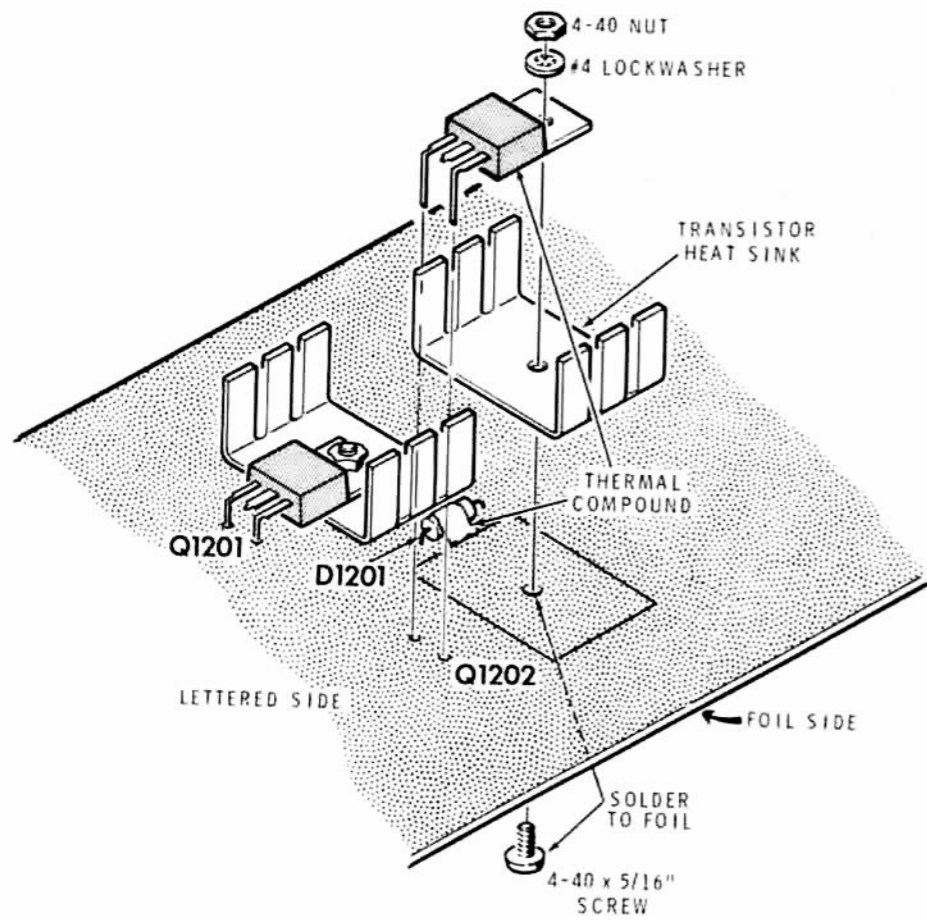 4-40 NUT
#4 LOCKWASHER
TRANSISTOR
HEAT SINK
THERMAL
COMPOUND
Q1201
D1201
Q1202
LETTERED SIDE
FOIL SIDE
SOLDER
TO FOIL
4-40 x 5/16"
SCREW